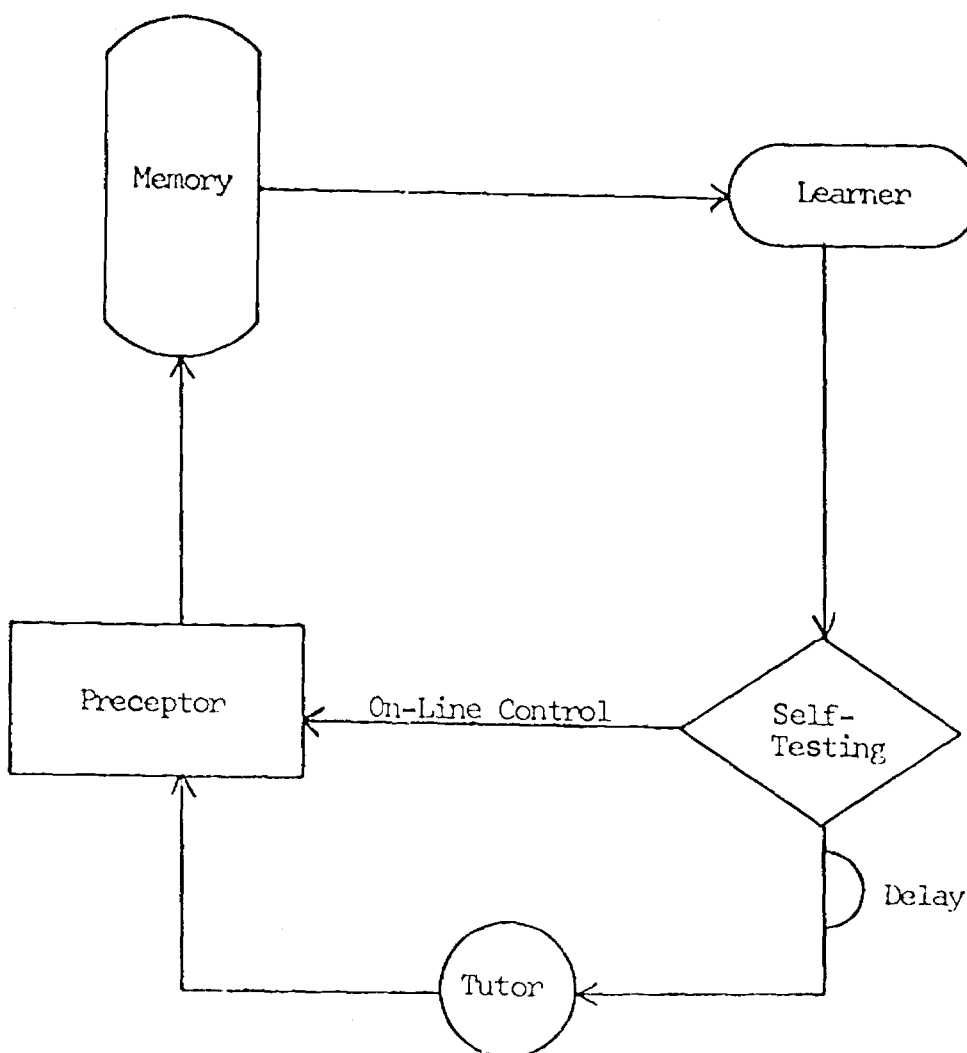 Memory
Learner
Preceptor
On-Line Control
Self-
Testing
Delay
Tutor